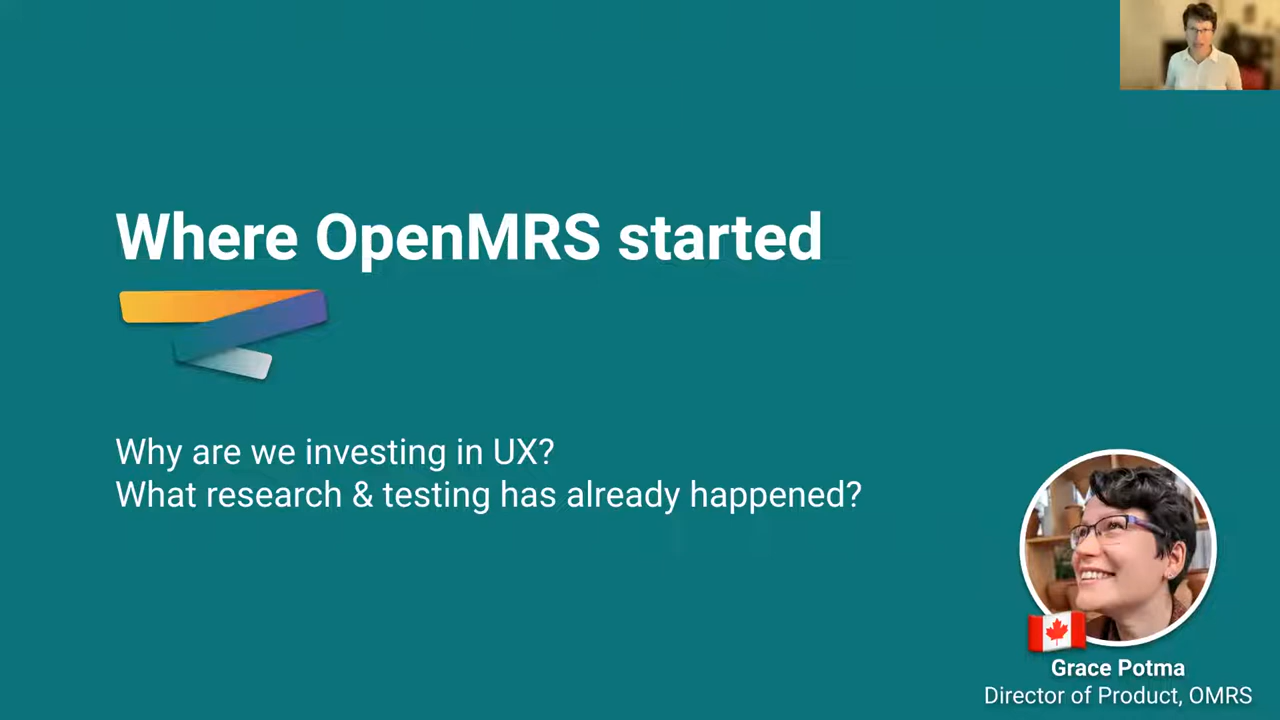 Where OpenMRS started
Why are we investing in UX?
What research & testing has already happened?
Grace Potma
Director of Product, OMRS